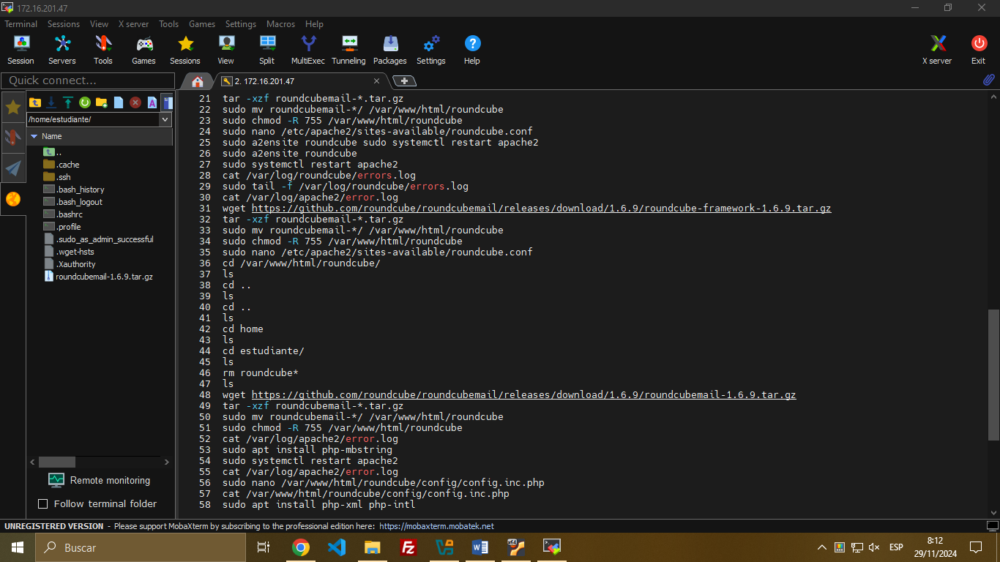 172.16.201.47
Terminal Sessions View X server Tools Games Settings Macros Help
Session Servers Tools Games Sessions View Split MultiExec Tunneling Packages Settings Help X server Exit
Quick connect...
2. 172.16.201.47
/home/estudiante/
Name
..
.cache
.ssh
.bash_history
.bash_logout
.bashrc
.profile
.sudo_as_admin_successful
.wget-hsts
.Xauthority
roundcubemail-1.6.9.tar.gz
Remote monitoring
Follow terminal folder
21 tar -xzf roundcubemail-*.tar.gz
22 sudo mv roundcubemail-*/ /var/www/html/roundcube
23 sudo chmod -R 755 /var/www/html/roundcube
24 sudo nano /etc/apache2/sites-available/roundcube.conf
25 sudo a2ensite roundcube sudo systemctl restart apache2
26 sudo a2ensite roundcube
27 sudo systemctl restart apache2
28 cat /var/log/roundcube/errors.log
29 sudo tail -f /var/log/roundcube/errors.log
30 cat /var/log/apache2/error.log
31 wget https://github.com/roundcube/roundcubemail/releases/download/1.6.9/roundcube-framework-1.6.9.tar.gz
32 tar -xzf roundcubemail-*.tar.gz
33 sudo mv roundcubemail-*/ /var/www/html/roundcube
34 sudo chmod -R 755 /var/www/html/roundcube
35 sudo nano /etc/apache2/sites-available/roundcube.conf
36 cd /var/www/html/roundcube/
37 ls
38 cd ..
39 ls
40 cd ..
41 ls
42 cd home
43 ls
44 cd estudiante/
45 ls
46 rm roundcube*
47 ls
48 wget https://github.com/roundcube/roundcubemail/releases/download/1.6.9/roundcubemail-1.6.9.tar.gz
49 tar -xzf roundcubemail-*.tar.gz
50 sudo mv roundcubemail-*/ /var/www/html/roundcube
51 sudo chmod -R 755 /var/www/html/roundcube
52 cat /var/log/apache2/error.log
53 sudo apt install php-mbstring
54 sudo systemctl restart apache2
55 cat /var/log/apache2/error.log
56 sudo nano /var/www/html/roundcube/config/config.inc.php
57 cat /var/www/html/roundcube/config/config.inc.php
58 sudo apt install php-xml php-intl
UNREGISTERED VERSION - Please support MobaXterm by subscribing to the professional edition here: https://mobaxterm.mobatek.net
Buscar
ESP
8:12
29/11/2024